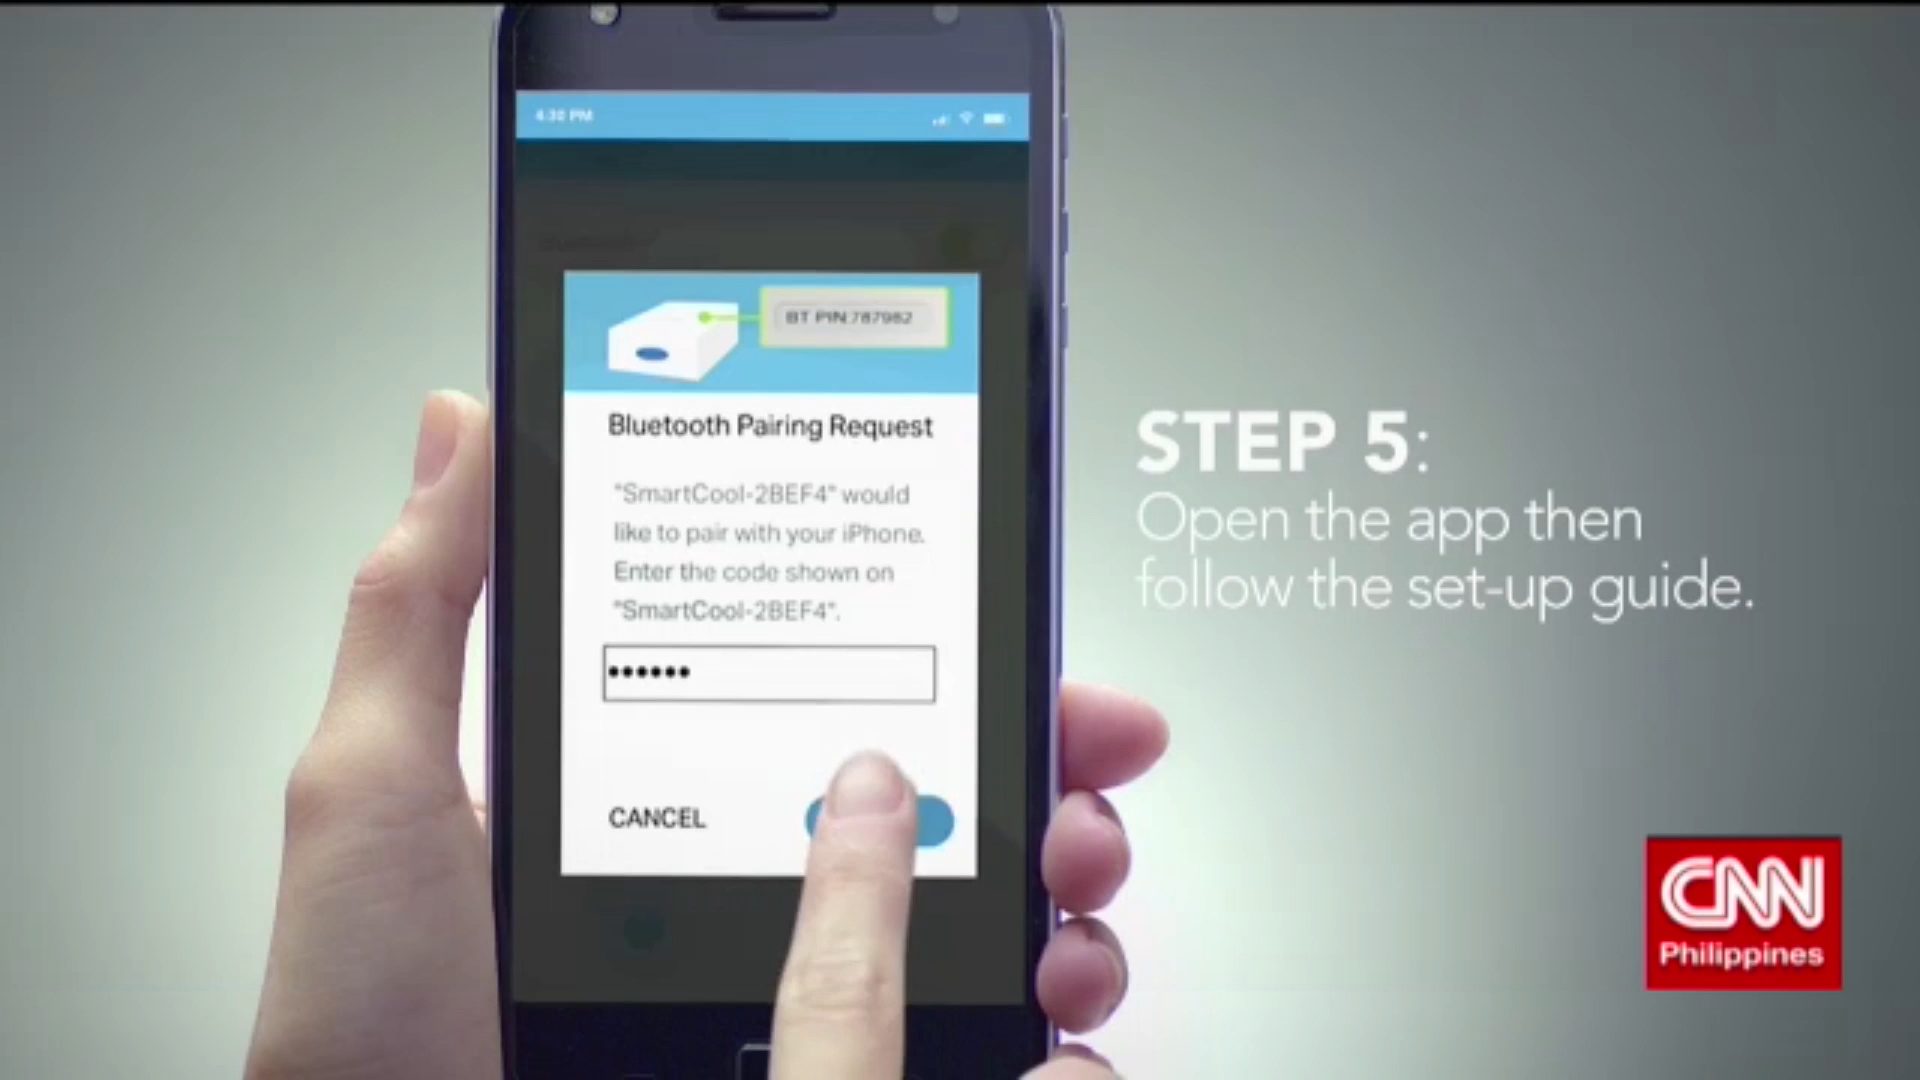 4:30 PM
BT PIN:787982
Bluetooth Pairing Request
"SmartCool-2BEF4" would
like to pair with your iPhone.
Enter the code shown on
"SmartCool-2BEF4".
••••••
CANCEL
STEP 5:
Open the app then
follow the set-up guide.
CNN
Philippines